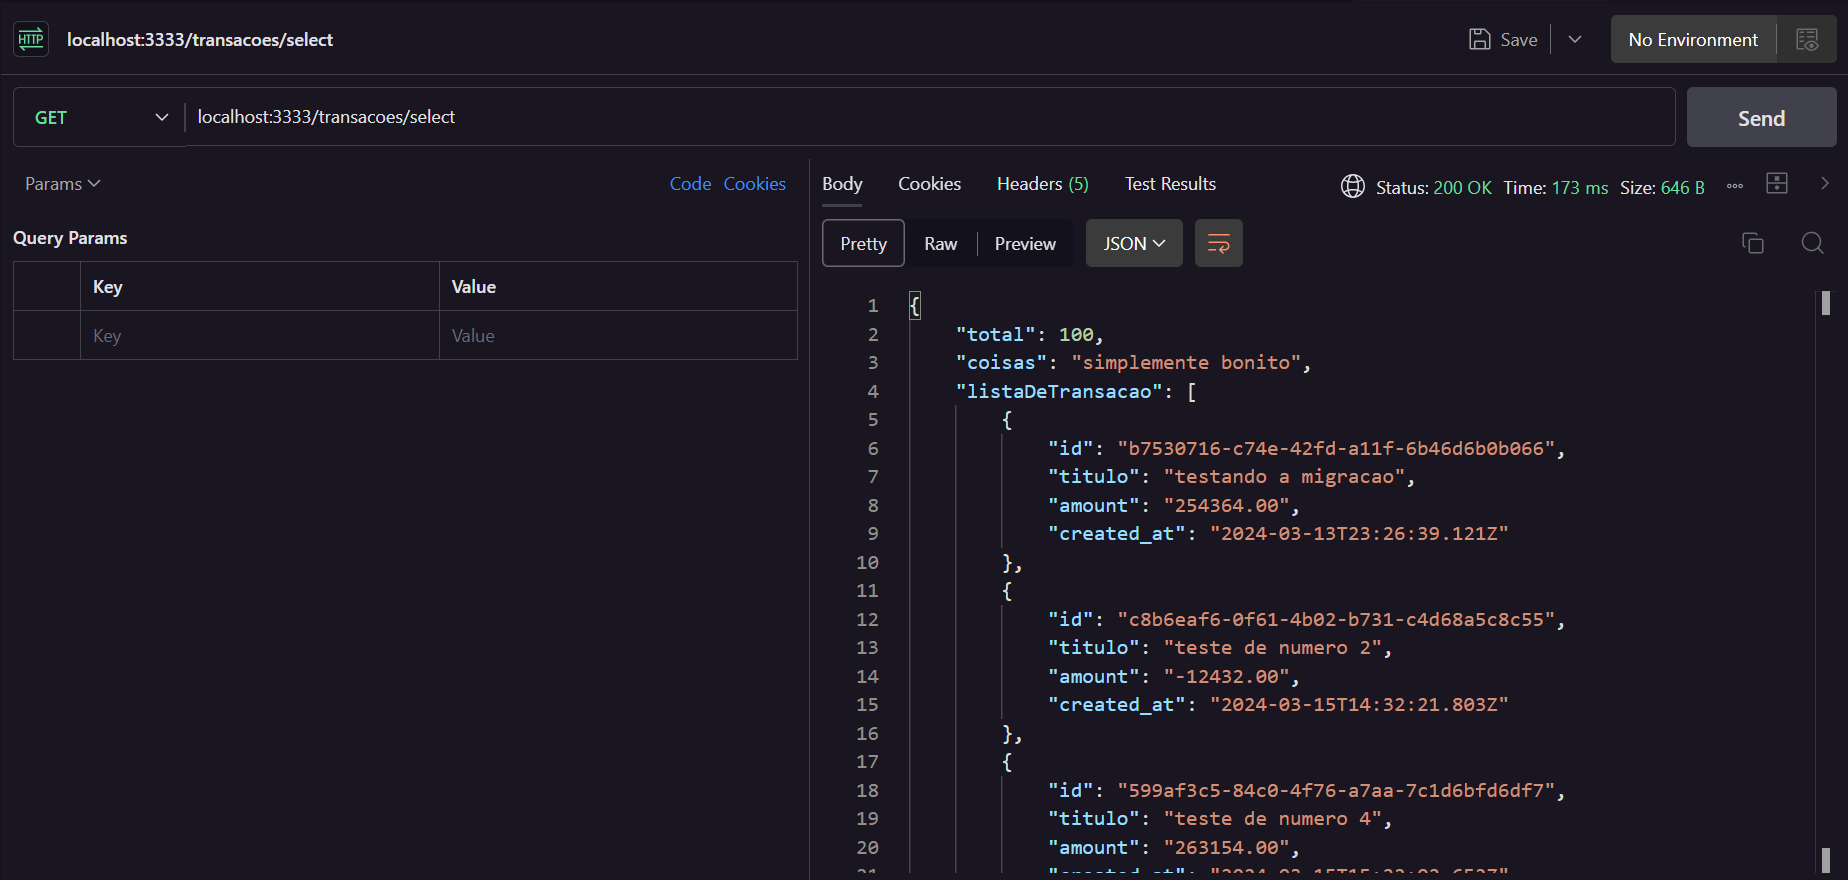 HTTP localhost:3333/transacoes/select Save No Environment
GET localhost:3333/transacoes/select Send
Params Code Cookies
Query Params
Key Value
Key Value
Body Cookies Headers (5) Test Results Status: 200 OK Time: 173 ms Size: 646 B
Pretty Raw Preview JSON
1 {
2 "total": 100,
3 "coisas": "simplemente bonito",
4 "listaDeTransacao": [
5 {
6 "id": "b7530716-c74e-42fd-a11f-6b46d6b0b066",
7 "titulo": "testando a migracao",
8 "amount": "254364.00",
9 "created_at": "2024-03-13T23:26:39.121Z"
10 },
11 {
12 "id": "c8b6eaf6-0f61-4b02-b731-c4d68a5c8c55",
13 "titulo": "teste de numero 2",
14 "amount": "-12432.00",
15 "created_at": "2024-03-15T14:32:21.803Z"
16 },
17 {
18 "id": "599af3c5-84c0-4f76-a7aa-7c1d6bfd6df7",
19 "titulo": "teste de numero 4",
20 "amount": "263154.00",
21 "created_at":